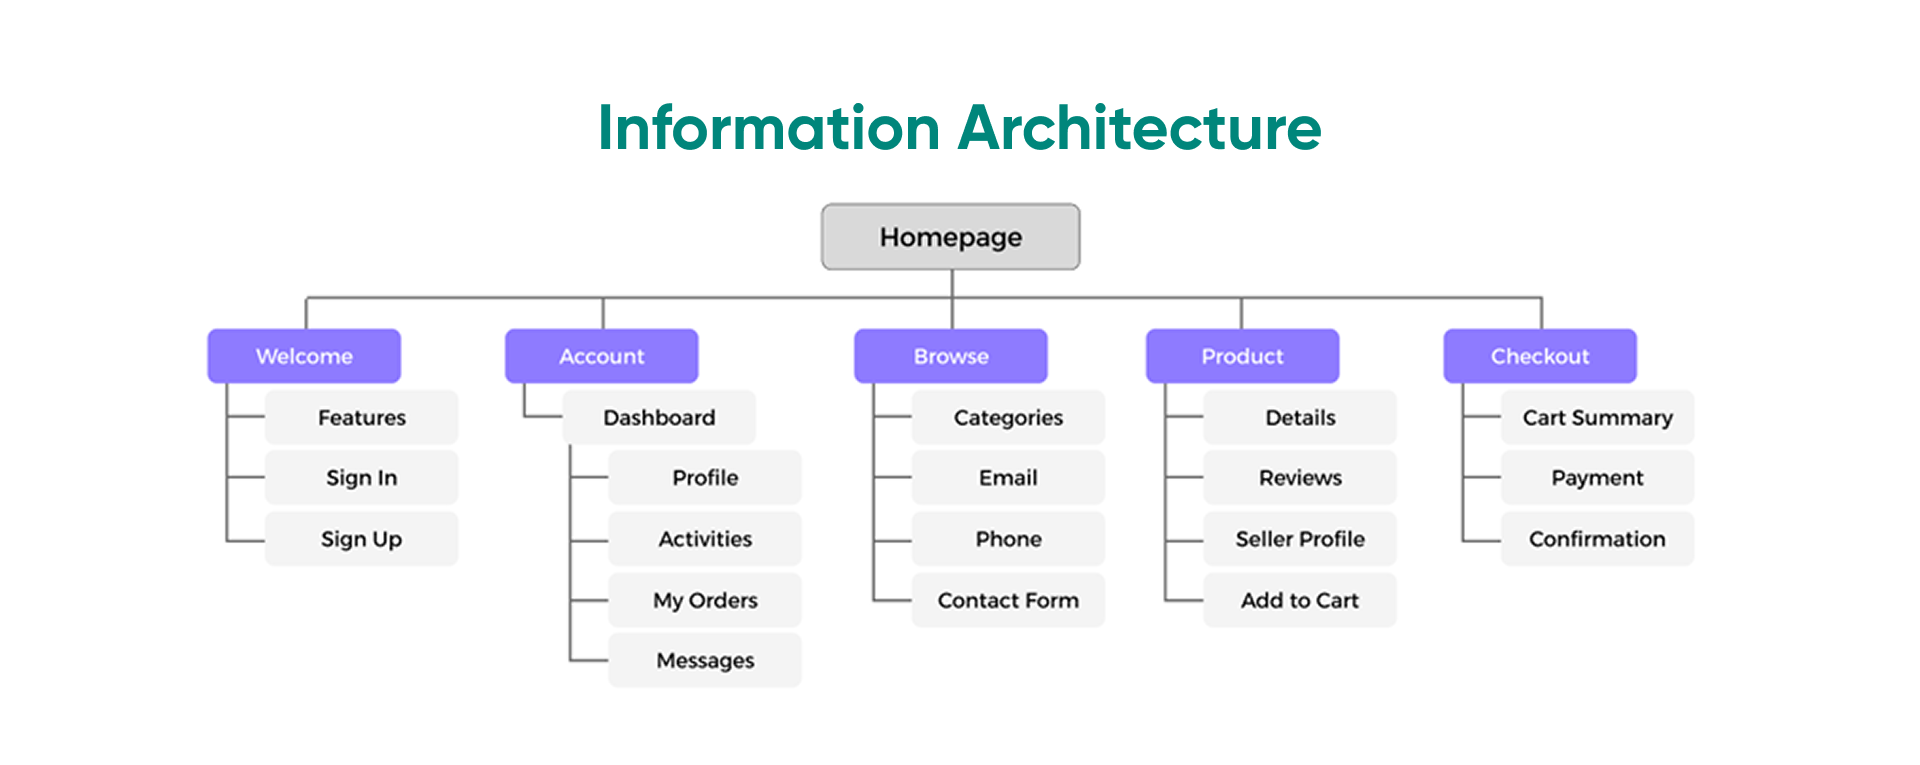 Information Architecture
Homepage
Welcome
Features
Sign In
Sign Up
Account
Dashboard
Profile
Activities
My Orders
Messages
Browse
Categories
Email
Phone
Contact Form
Product
Details
Reviews
Seller Profile
Add to Cart
Checkout
Cart Summary
Payment
Confirmation